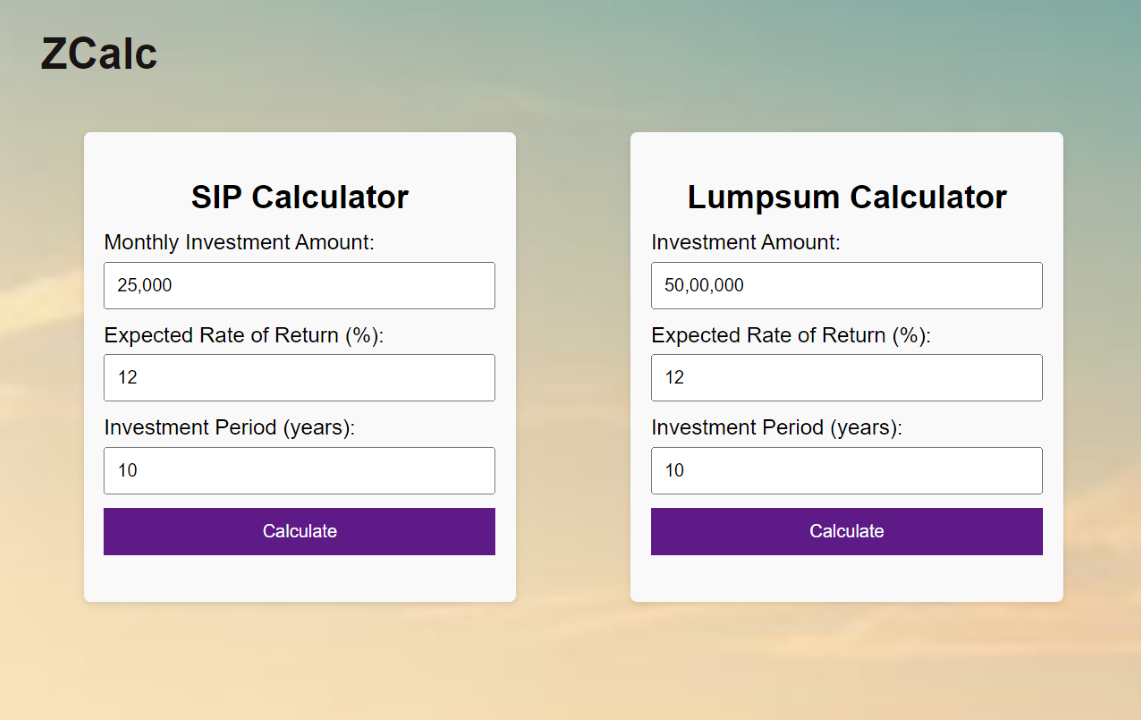 ZCalc
SIP Calculator
Monthly Investment Amount:
25,000
Expected Rate of Return (%):
12
Investment Period (years):
10
Calculate
Lumpsum Calculator
Investment Amount:
50,00,000
Expected Rate of Return (%):
12
Investment Period (years):
10
Calculate